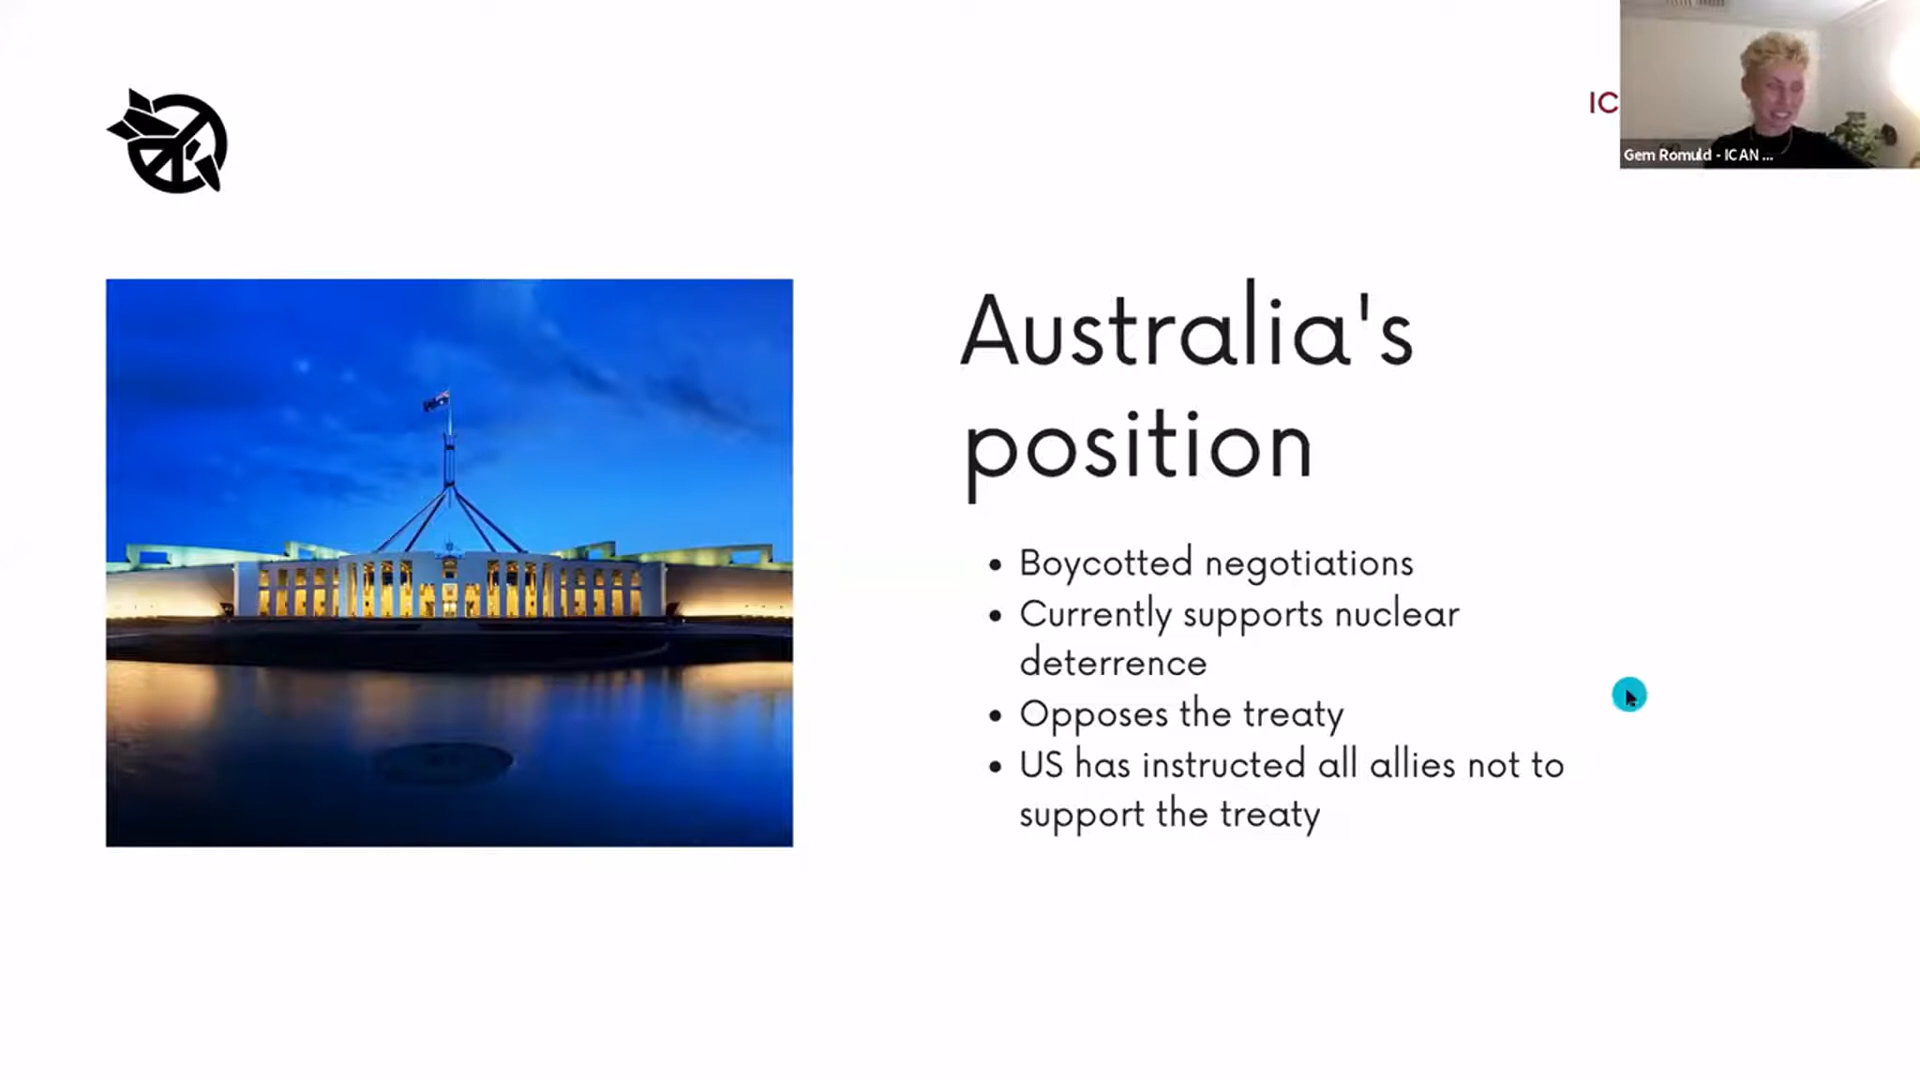 IC
Gem Romuld - ICAN ...
Australia's
position
Boycotted negotiations
Currently supports nuclear
deterrence
Opposes the treaty
US has instructed all allies not to
support the treaty